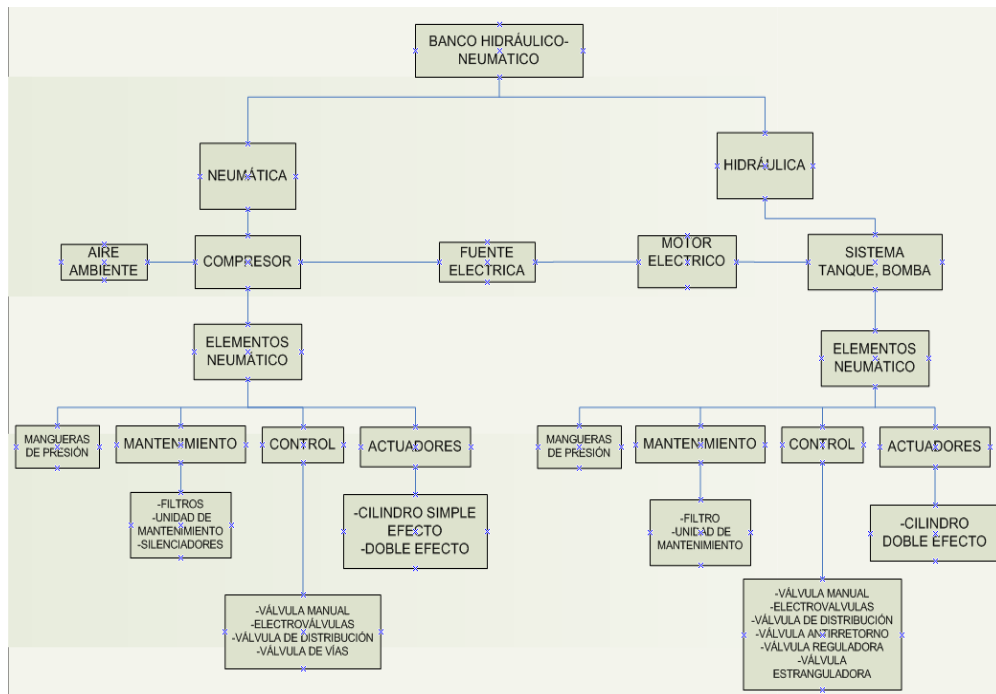 BANCO HIDRÁULICO-
NEUMÁTICO
NEUMÁTICA
HIDRÁULICA
AIRE
AMBIENTE
COMPRESOR
FUENTE
ELECTRICA
MOTOR
ELECTRICO
SISTEMA
TANQUE, BOMBA
ELEMENTOS
NEUMÁTICO
ELEMENTOS
NEUMÁTICO
MANGUERAS
DE PRESIÓN
MANTENIMIENTO
CONTROL
ACTUADORES
MANGUERAS
DE PRESIÓN
MANTENIMIENTO
CONTROL
ACTUADORES
-FILTROS
-UNIDAD DE
MANTENIMIENTO
-SILENCIADORES
-CILINDRO SIMPLE
EFECTO
-DOBLE EFECTO
-FILTRO
-UNIDAD DE
MANTENIMIENTO
-CILINDRO
DOBLE EFECTO
-VÁLVULA MANUAL
-ELECTROVÁLVULAS
-VÁLVULA DE DISTRIBUCIÓN
-VÁLVULA DE VÍAS
-VÁLVULA MANUAL
-ELECTROVALVULAS
-VÁLVULA DE DISTRIBUCIÓN
-VÁLVULA ANTIRRETORNO
-VÁLVULA REGULADORA
-VÁLVULA
ESTRANGULADORA